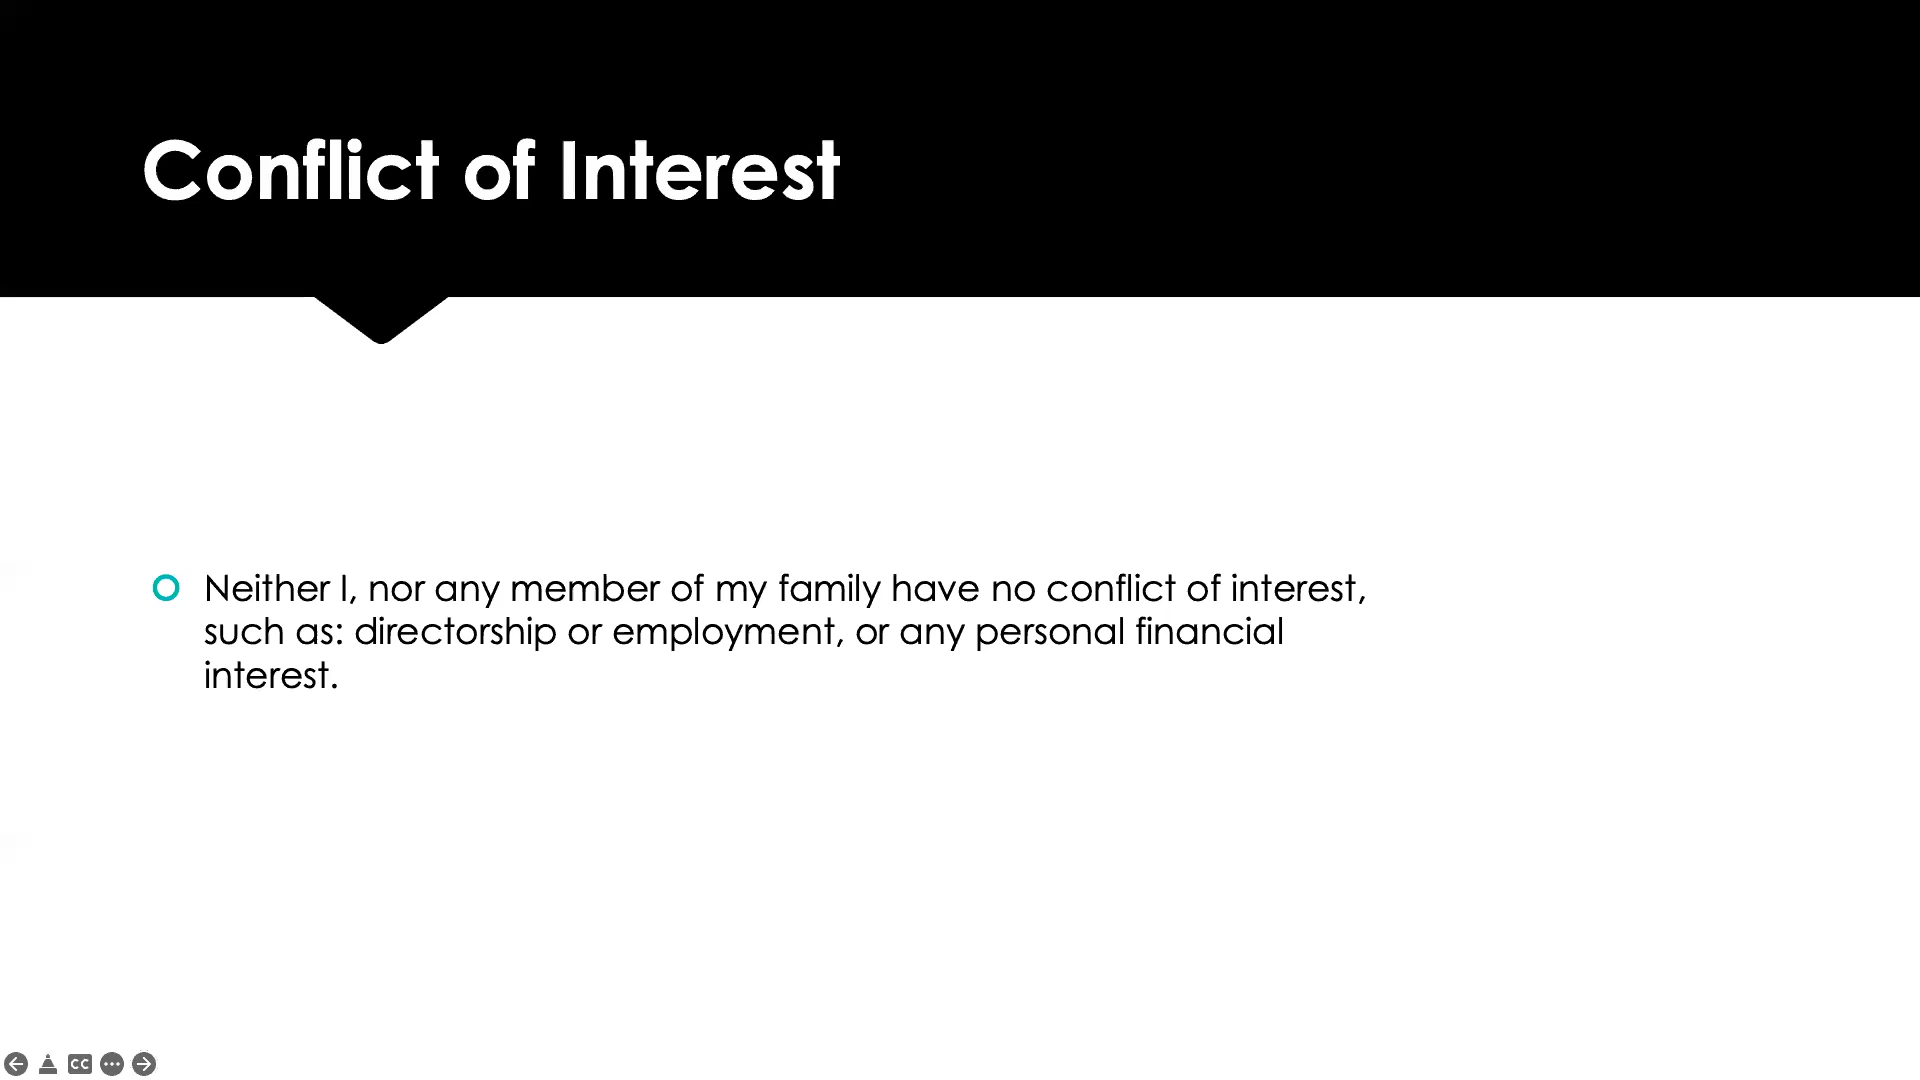 Conflict of Interest
Neither I, nor any member of my family have no conflict of interest,
such as: directorship or employment, or any personal financial
interest.
CC